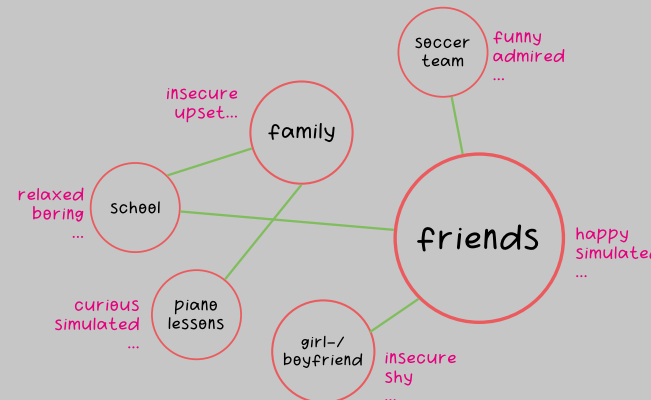 soccer
team
funny
admired
...
insecure
upset...
family
relaxed
boring
...
school
friends
happy
simulated
...
curious
simulated
...
piano
lessons
girl-/
boyfriend
insecure
shy
...